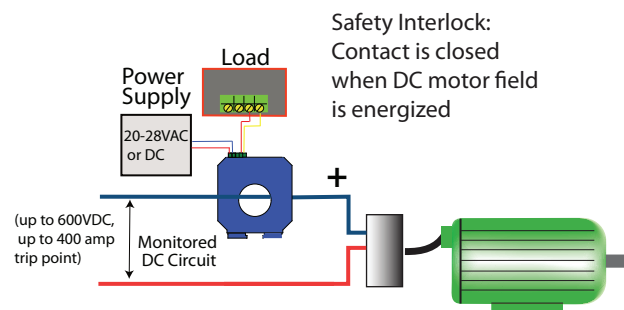 Safety Interlock:
Contact is closed
when DC motor field
is energized
Load
Power
Supply
20-28VAC
or DC
+
(up to 600VDC,
up to 400 amp
trip point)
Monitored
DC Circuit